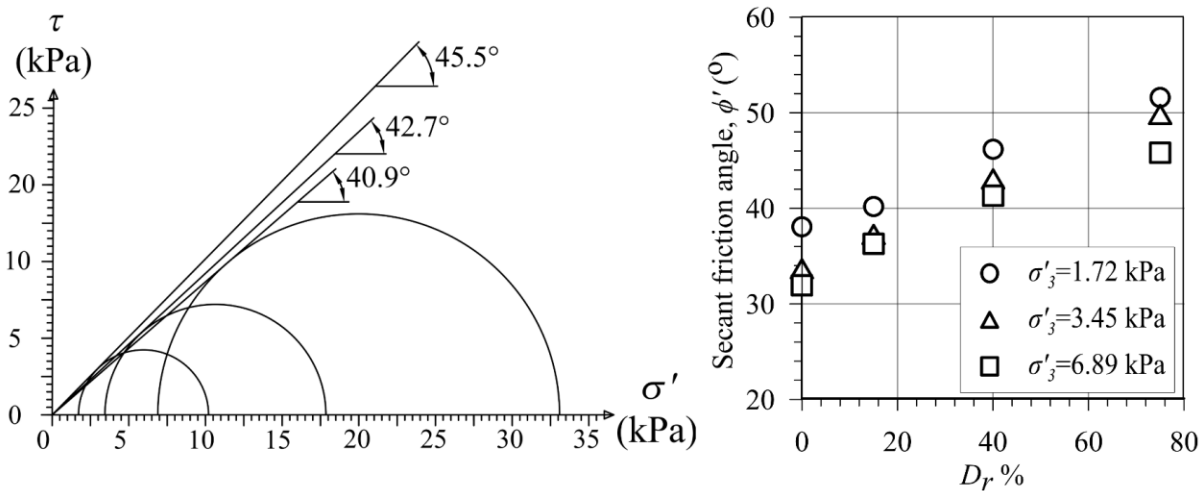 τ
(kPa)
25
20
15
10
5
0
0 5 10 15 20 25 30 35
σ'
(kPa)
45.5°
42.7°
40.9°
Secant friction angle, ϕ' (°)
60
50
40
30
20
0 20 40 60 80
Dr %
σ'3=1.72 kPa
σ'3=3.45 kPa
σ'3=6.89 kPa